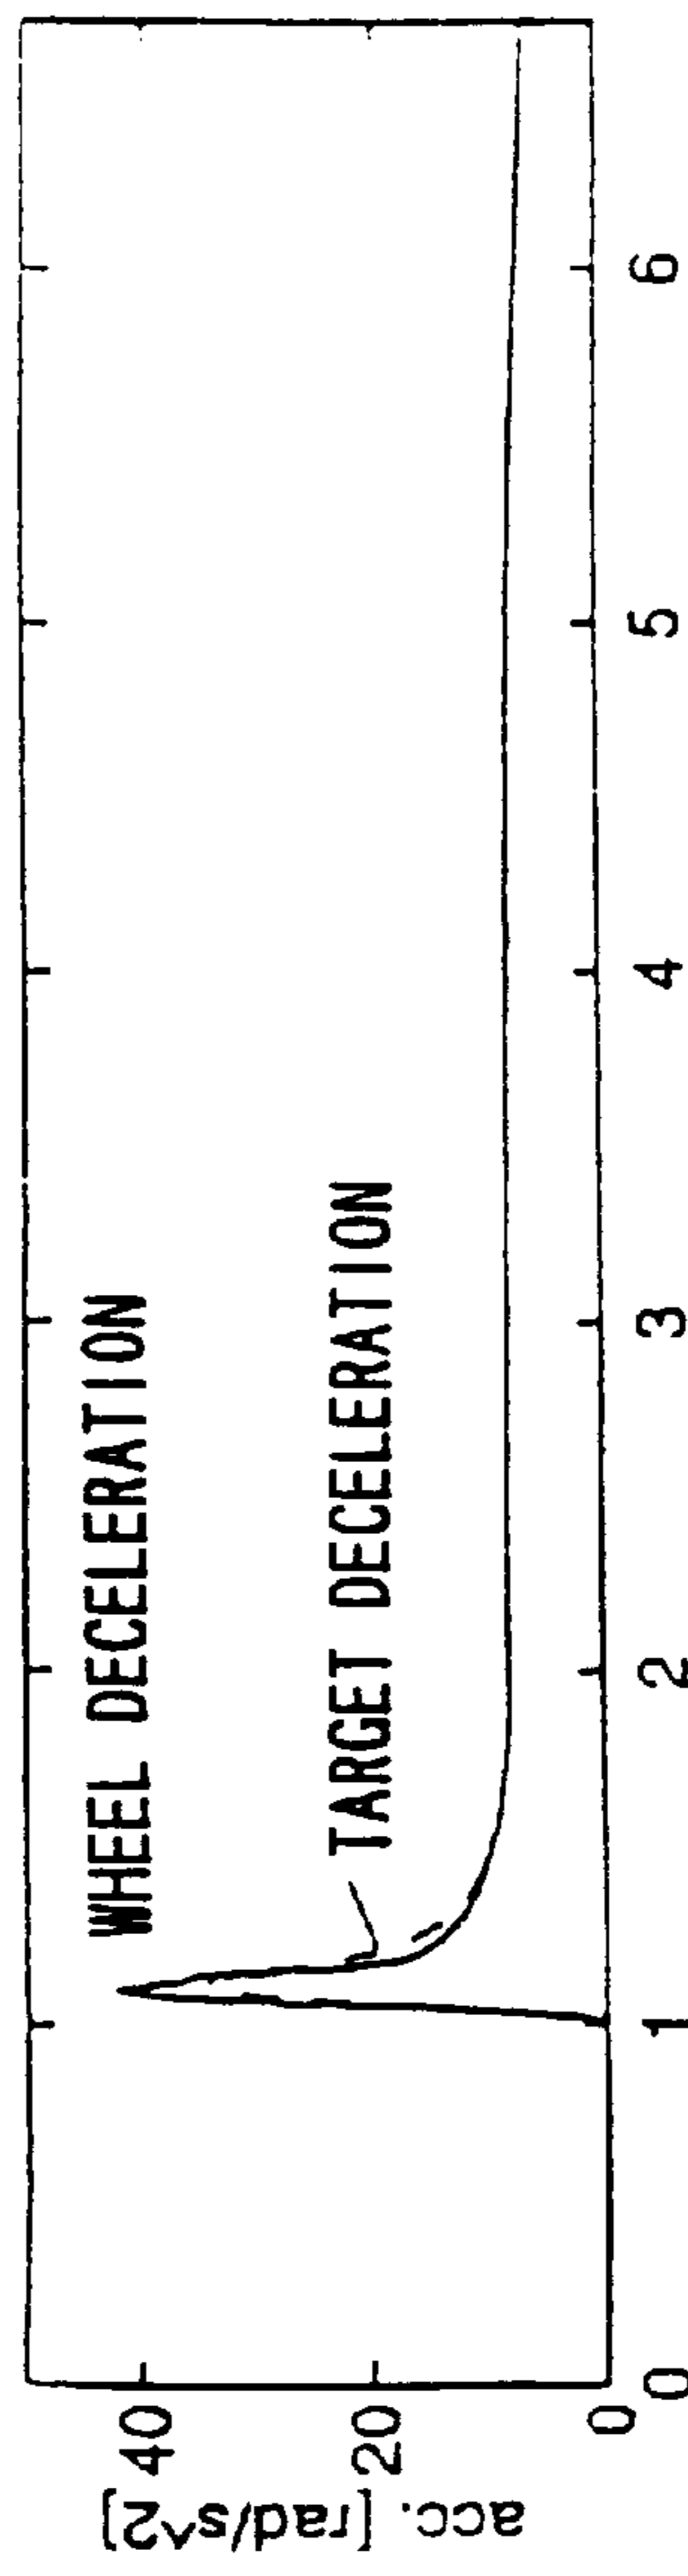 acc. [rad/s^2]
40
20
0
WHEEL DECELERATION
TARGET DECELERATION
0 1 2 3 4 5 6